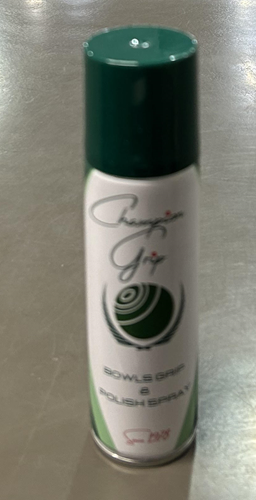 Champion
Grip
BOWLS GRIP
&
POLISH SPRAY